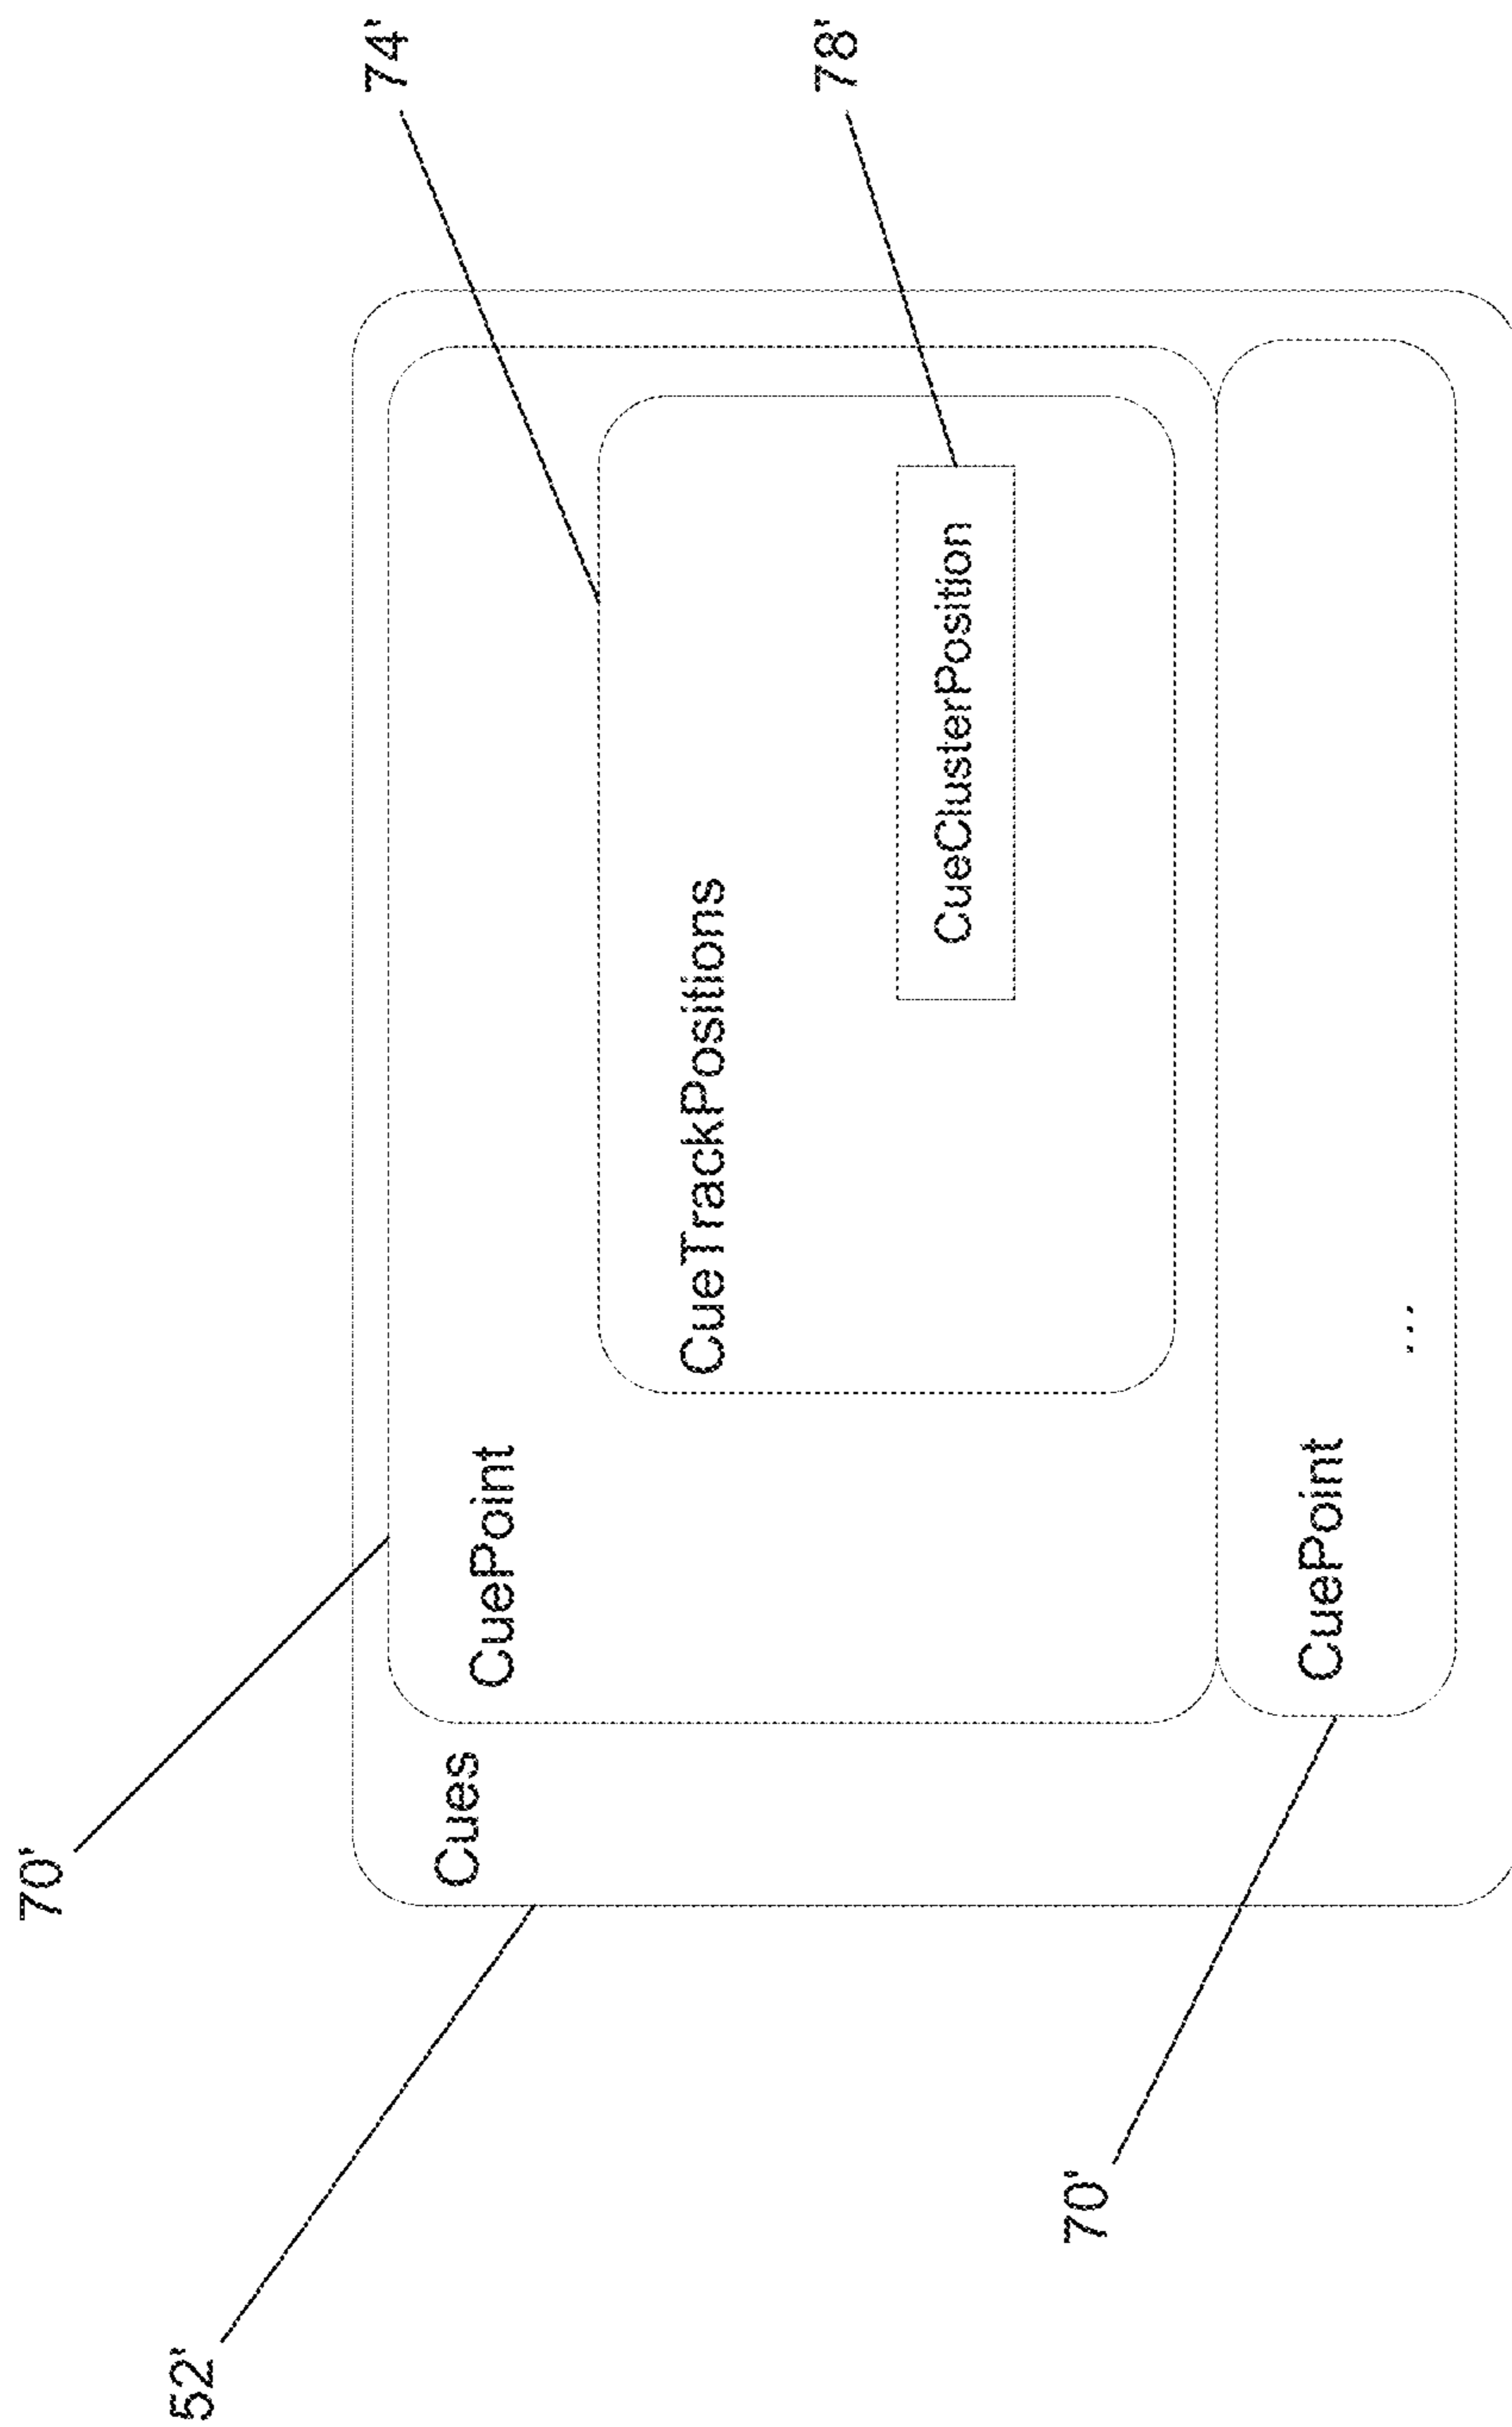 70'
52'
Cues
CuePoint
74'
CueTrackPositions
78'
CueClusterPosition
70'
CuePoint
...